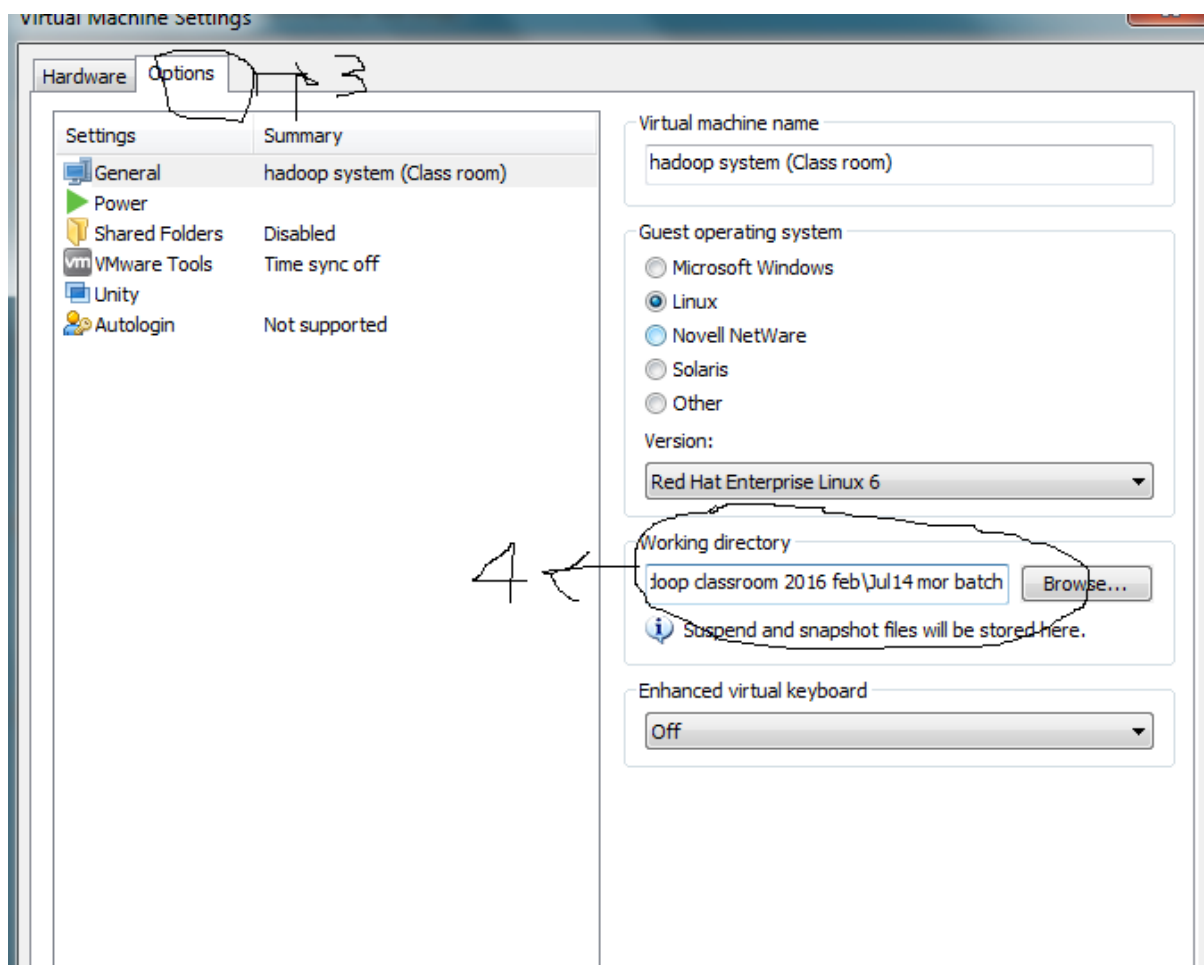 Virtual Machine Settings
Hardware
Options
3
Settings Summary
General hadoop system (Class room)
Power
Shared Folders Disabled
VMware Tools Time sync off
Unity
Autologin Not supported
Virtual machine name
hadoop system (Class room)
Guest operating system
Microsoft Windows
Linux
Novell NetWare
Solaris
Other
Version:
Red Hat Enterprise Linux 6
4
Working directory
classroom 2016 feb\Jul14 mor batch
Browse...
Suspend and snapshot files will be stored here.
Enhanced virtual keyboard
Off